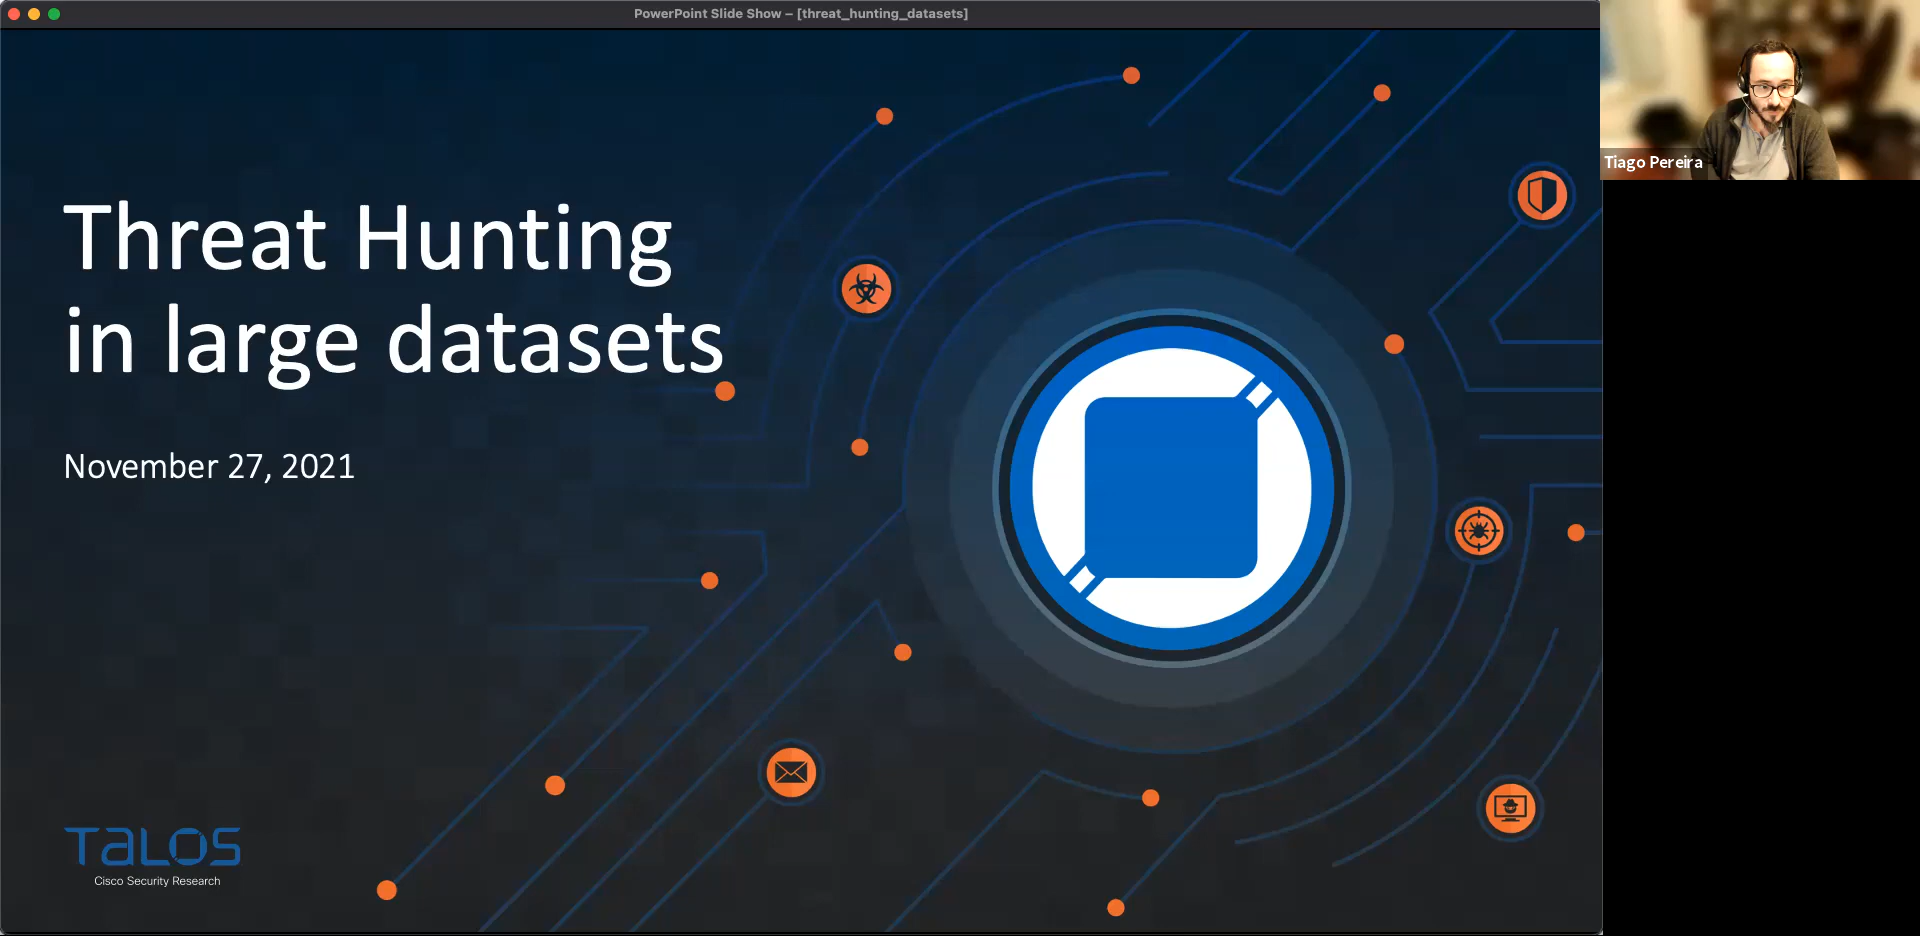 PowerPoint Slide Show – [threat_hunting_datasets]
Threat Hunting
in large datasets
November 27, 2021
TALOS
Cisco Security Research
Tiago Pereira